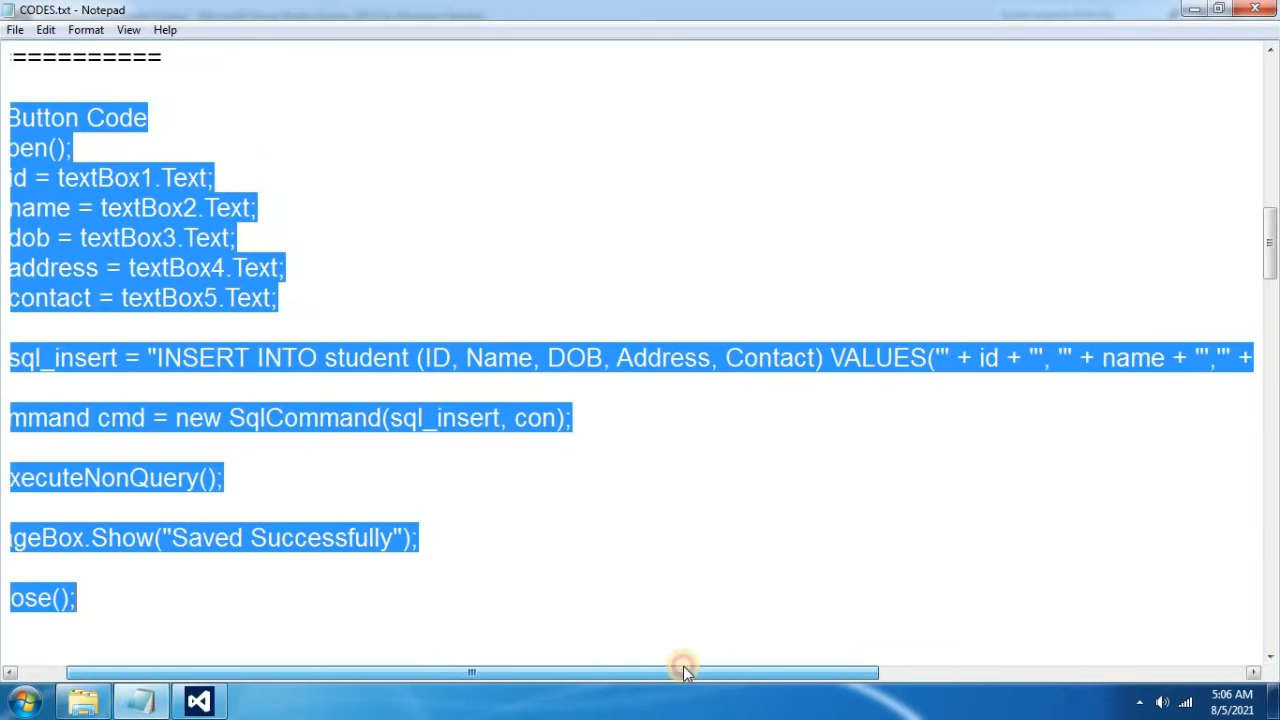 CODES.txt - Notepad
File Edit Format View Help
==========
Button Code
pen();
id = textBox1.Text;
name = textBox2.Text;
dob = textBox3.Text;
address = textBox4.Text;
contact = textBox5.Text;
sql_insert = "INSERT INTO student (ID, Name, DOB, Address, Contact) VALUES('" + id + "', '" + name + "','" +
mmand cmd = new SqlCommand(sql_insert, con);
xecuteNonQuery();
geBox.Show("Saved Successfully");
ose();
5:06 AM
8/5/2021